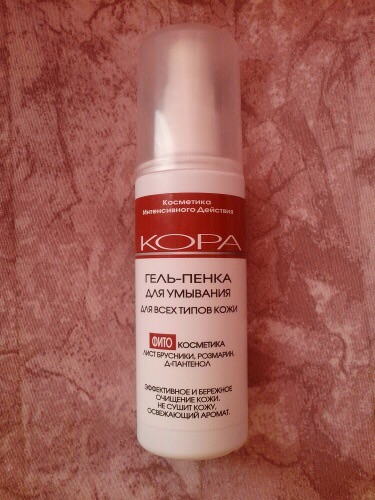 Косметика
Интенсивного Действия
КОРА
ГЕЛЬ-ПЕНКА
ДЛЯ УМЫВАНИЯ
ДЛЯ ВСЕХ ТИПОВ КОЖИ
ФИТО КОСМЕТИКА
ЛИСТ БРУСНИКИ, РОЗМАРИН,
Д-ПАНТЕНОЛ
ЭФФЕКТИВНОЕ И БЕРЕЖНОЕ
ОЧИЩЕНИЕ КОЖИ,
НЕ СУШИТ КОЖУ,
ОСВЕЖАЮЩИЙ АРОМАТ.